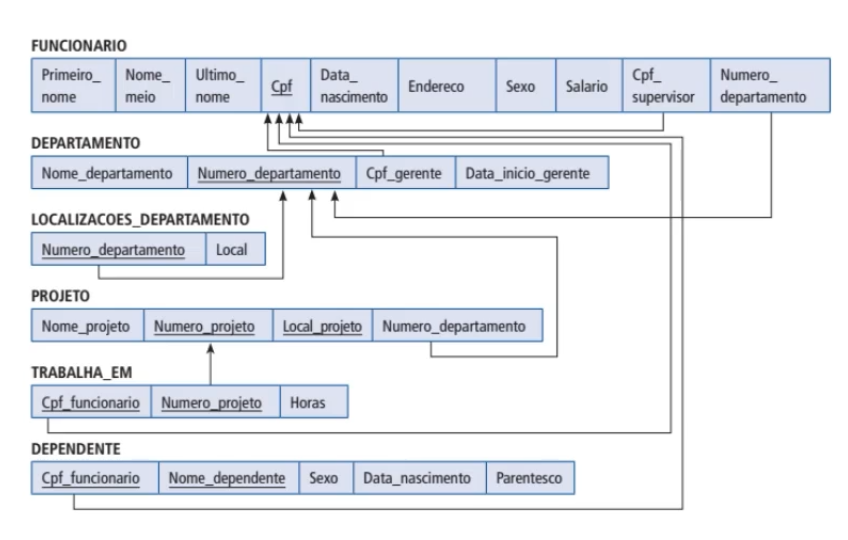 FUNCIONARIO
Primeiro_ Nome_ Ultimo_ Cpf Data_ Endereco Sexo Salario Cpf_ Numero_
nome meio nome nascimento supervisor departamento
DEPARTAMENTO
Nome_departamento Numero_departamento Cpf_gerente Data_inicio_gerente
LOCALIZACOES_DEPARTAMENTO
Numero_departamento Local
PROJETO
Nome_projeto Numero_projeto Local_projeto Numero_departamento
TRABALHA_EM
Cpf_funcionario Numero_projeto Horas
DEPENDENTE
Cpf_funcionario Nome_dependente Sexo Data_nascimento Parentesco